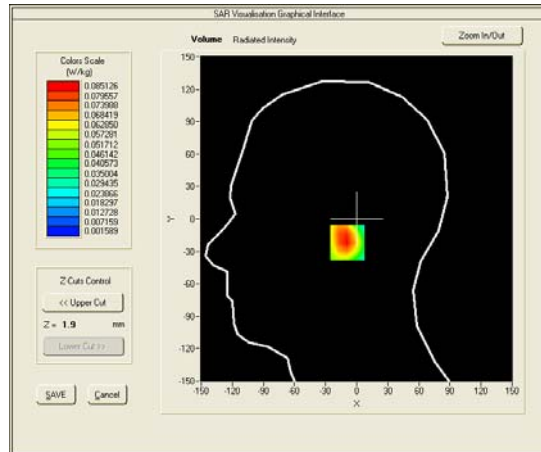 SAR Visualisation Graphical Interface
Volume Radiated Intensity
Zoom In/Out
Colors Scale
(W/kg)
0.085126
0.079557
0.073988
0.068419
0.062850
0.057281
0.051712
0.046142
0.040573
0.035004
0.029435
0.023866
0.018297
0.012728
0.007159
0.001589
150
120
90
60
30
0
-30
-60
-90
-120
-150
Y
-150 -120 -90 -60 -30 0 30 60 90 120 150
X
Z Cuts Control
<< Upper Cut
Z = 1.9 mm
Lower Cut >>
SAVE Cancel